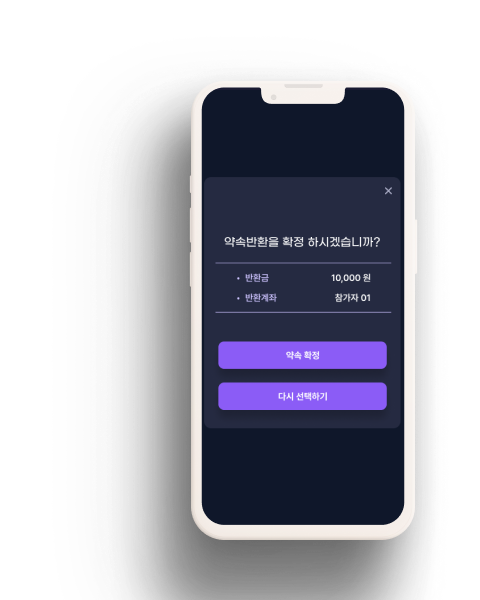 약속반환을 확정 하시겠습니까?
• 반환금 10,000 원
• 반환계좌 참가자 01
약속 확정
다시 선택하기